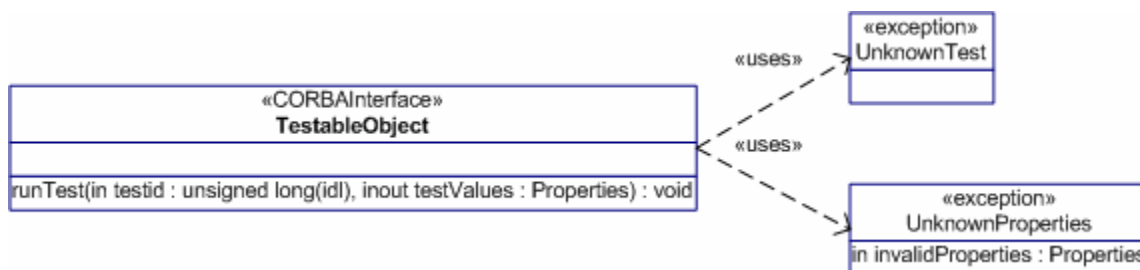 «exception»
UnknownTest
«uses»
«CORBAInterface»
TestableObject
«uses»
runTest(in testid : unsigned long(idl), inout testValues : Properties) : void
«exception»
UnknownProperties
in invalidProperties : Properties